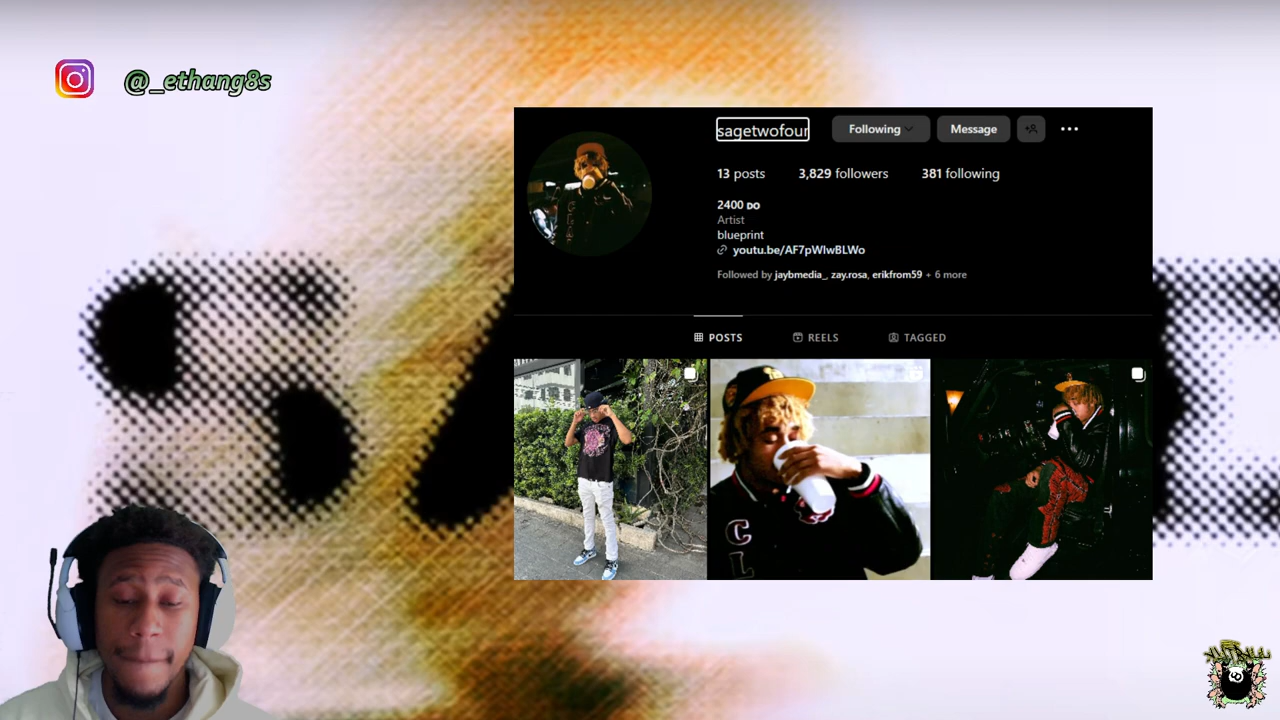 @_ethang8s
sagetwofour
Following
Message
13 posts
3,829 followers
381 following
2400 DO
Artist
blueprint
youtu.be/AF7pWlwBLWo
Followed by jaybmedia_, zay.rosa, erikfrom59 + 6 more
POSTS
REELS
TAGGED
C
L